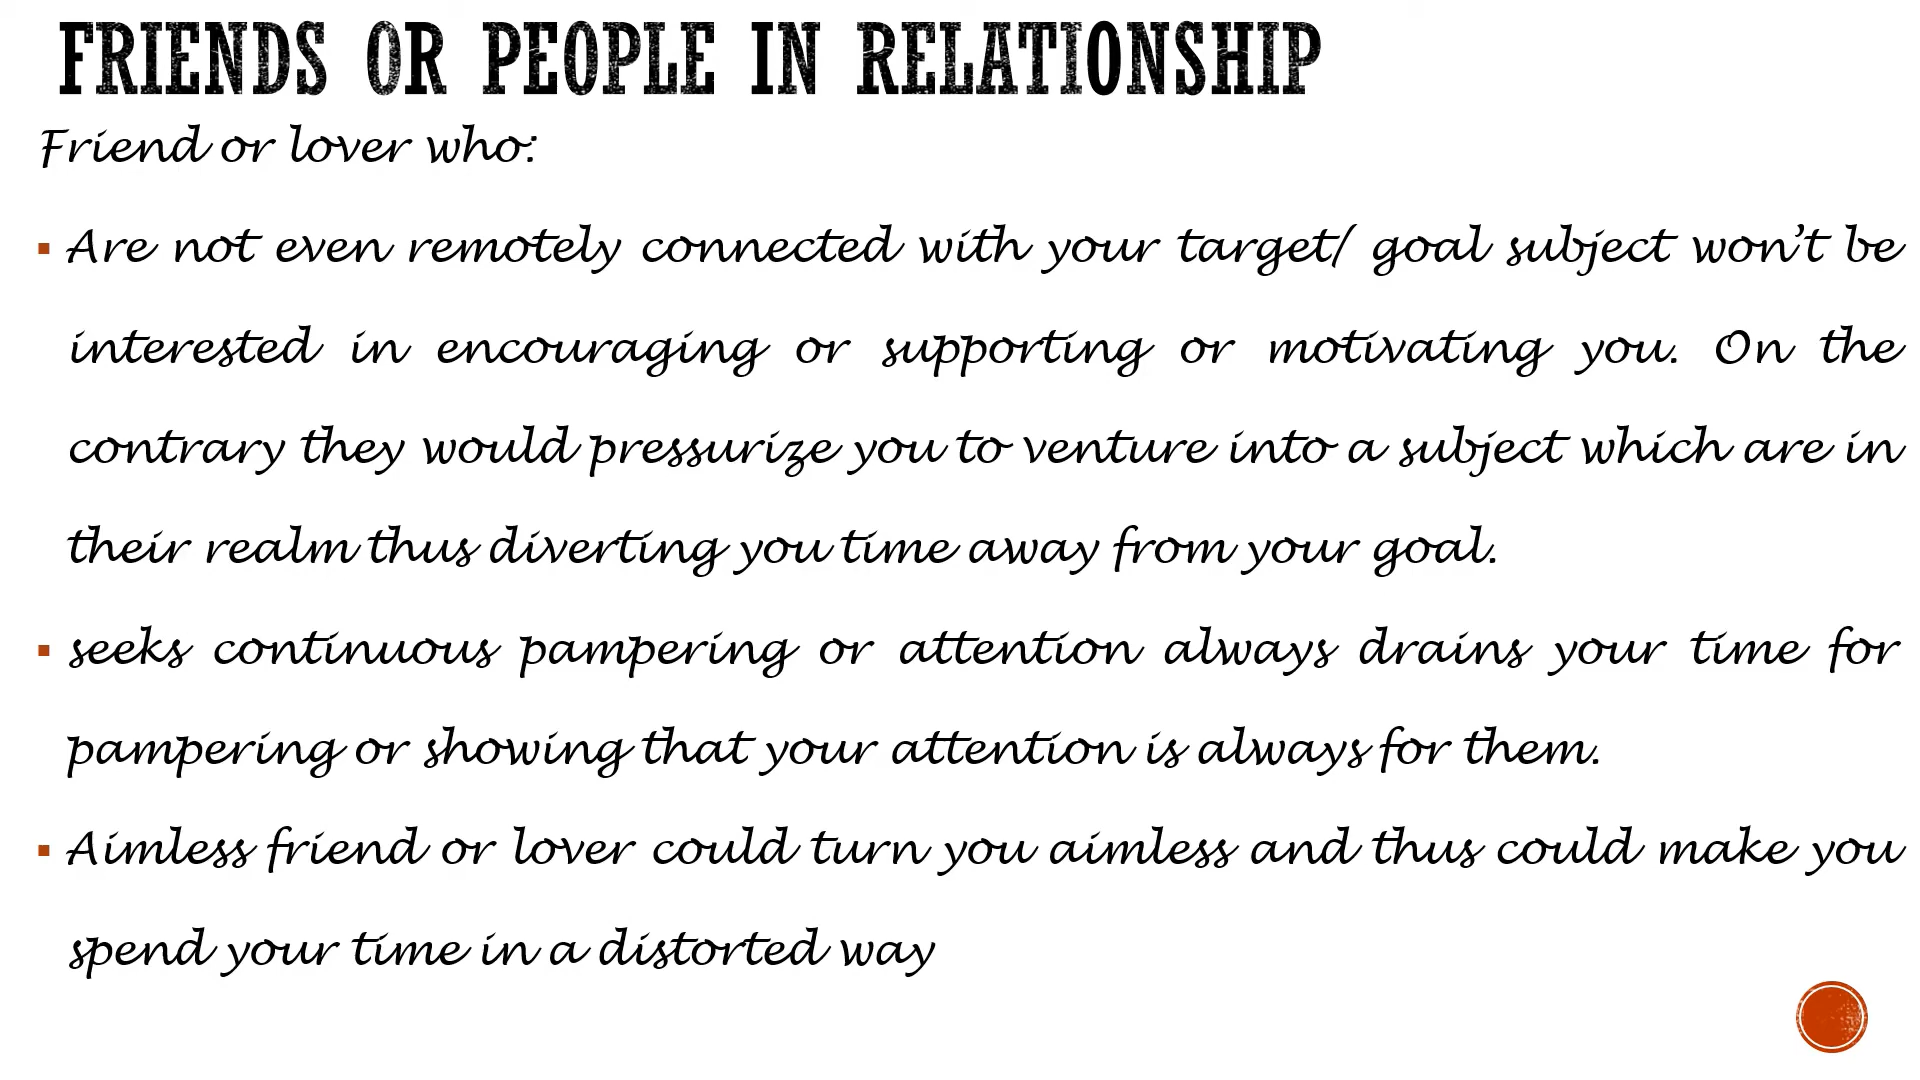 FRIENDS OR PEOPLE IN RELATIONSHIP
Friend or lover who:
▪ Are not even remotely connected with your target/ goal subject won't be
interested in encouraging or supporting or motivating you. On the
contrary they would pressurize you to venture into a subject which are in
their realm thus diverting you time away from your goal.
▪ seeks continuous pampering or attention always drains your time for
pampering or showing that your attention is always for them.
▪ Aimless friend or lover could turn you aimless and thus could make you
spend your time in a distorted way